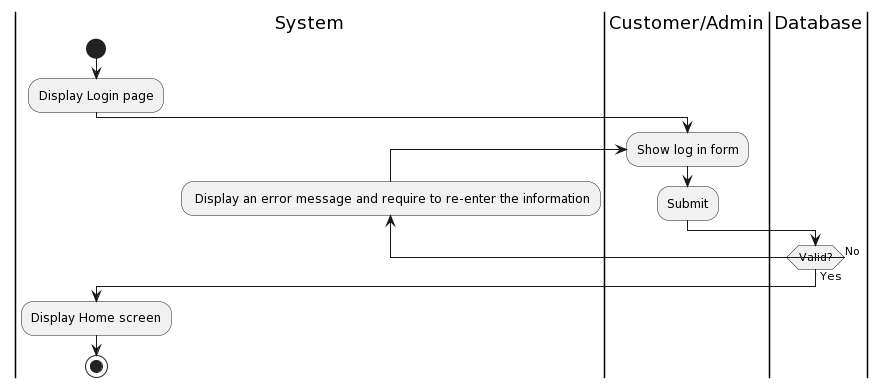 System
Customer/Admin
Database
Display Login page
Show log in form
Display an error message and require to re-enter the information
Submit
Valid?
No
Yes
Display Home screen